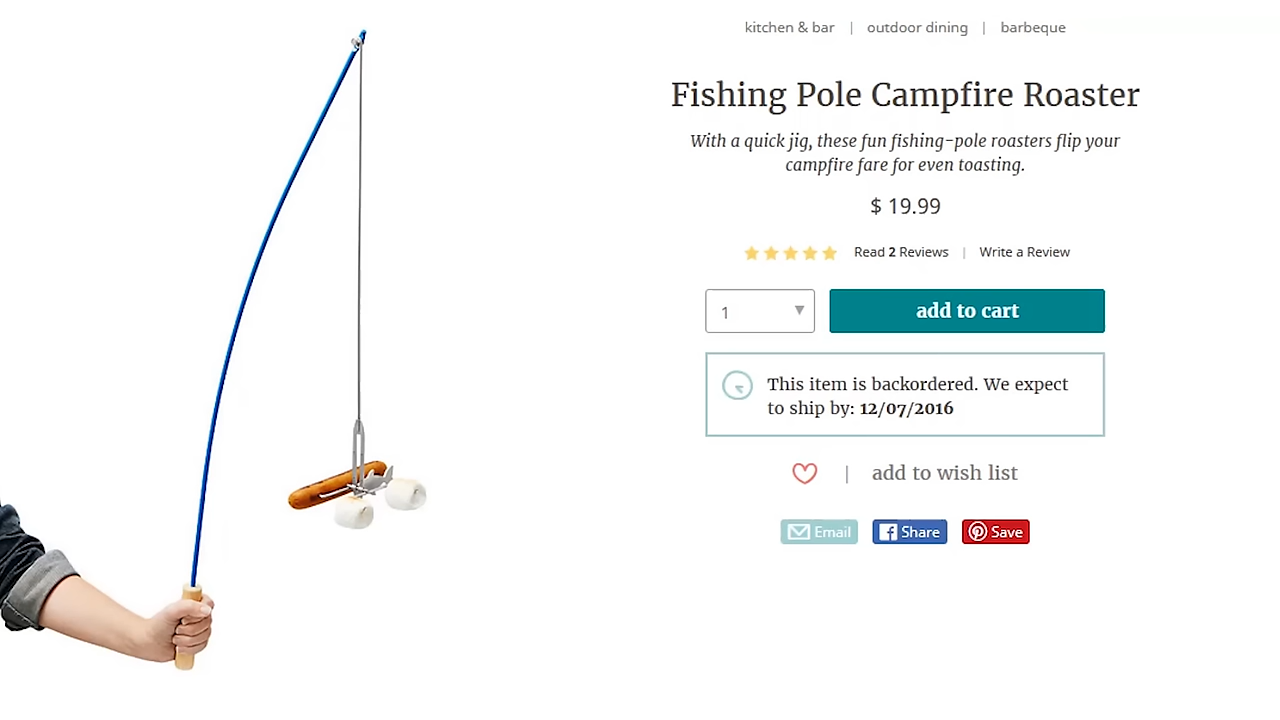 kitchen & bar | outdoor dining | barbeque
Fishing Pole Campfire Roaster
With a quick jig, these fun fishing-pole roasters flip your
campfire fare for even toasting.
$ 19.99
Read 2 Reviews | Write a Review
1
add to cart
This item is backordered. We expect
to ship by: 12/07/2016
add to wish list
Email
Share
Save